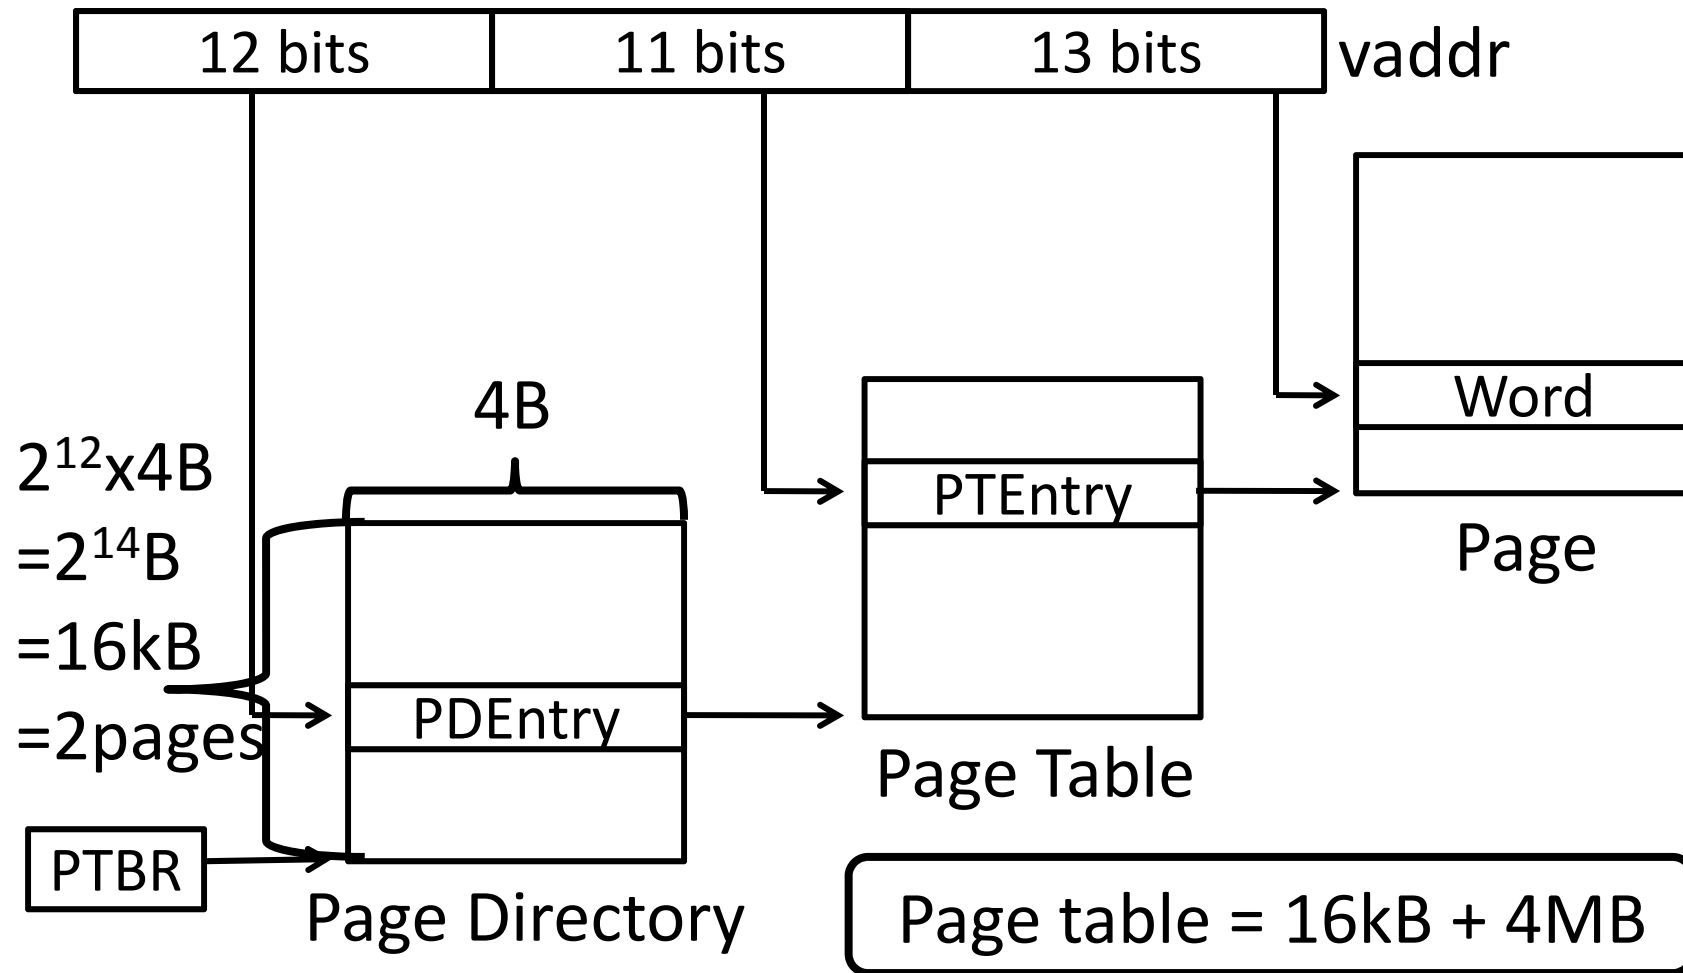 12 bits
11 bits
13 bits
vaddr
4B
2¹²x4B
=2¹⁴B
=16kB
=2pages
Word
PTEntry
Page
PDEntry
Page Table
PTBR
Page Directory
Page table = 16kB + 4MB